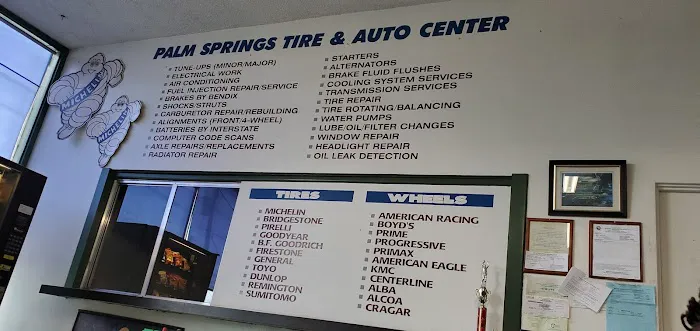 PALM SPRINGS TIRE & AUTO CENTER
TUNE-UPS (MINOR/MAJOR)
ELECTRICAL WORK
AIR CONDITIONING
FUEL INJECTION REPAIR/SERVICE
BRAKES BY BENDIX
SHOCKS/STRUTS
CARBURETOR REPAIR/REBUILDING
ALIGNMENTS (FRONT/4-WHEEL)
BATTERIES BY INTERSTATE
COMPUTER CODE SCANS
AXLE REPAIRS/REPLACEMENTS
RADIATOR REPAIR
STARTERS
ALTERNATORS
BRAKE FLUID FLUSHES
COOLING SYSTEM SERVICES
TRANSMISSION SERVICES
TIRE REPAIR
TIRE ROTATING/BALANCING
WATER PUMPS
LUBE/OIL/FILTER CHANGES
WINDOW REPAIR
HEADLIGHT REPAIR
OIL LEAK DETECTION
MICHELIN
MICHELIN
TIRES
MICHELIN
BRIDGESTONE
PIRELLI
GOODYEAR
B.F. GOODRICH
FIRESTONE
GENERAL
TOYO
DUNLOP
REMINGTON
SUMITOMO
WHEELS
AMERICAN RACING
BOYD'S
PRIME
PROGRESSIVE
PRIMAX
AMERICAN EAGLE
KMC
CENTERLINE
ALBA
ALCOA
CRAGAR